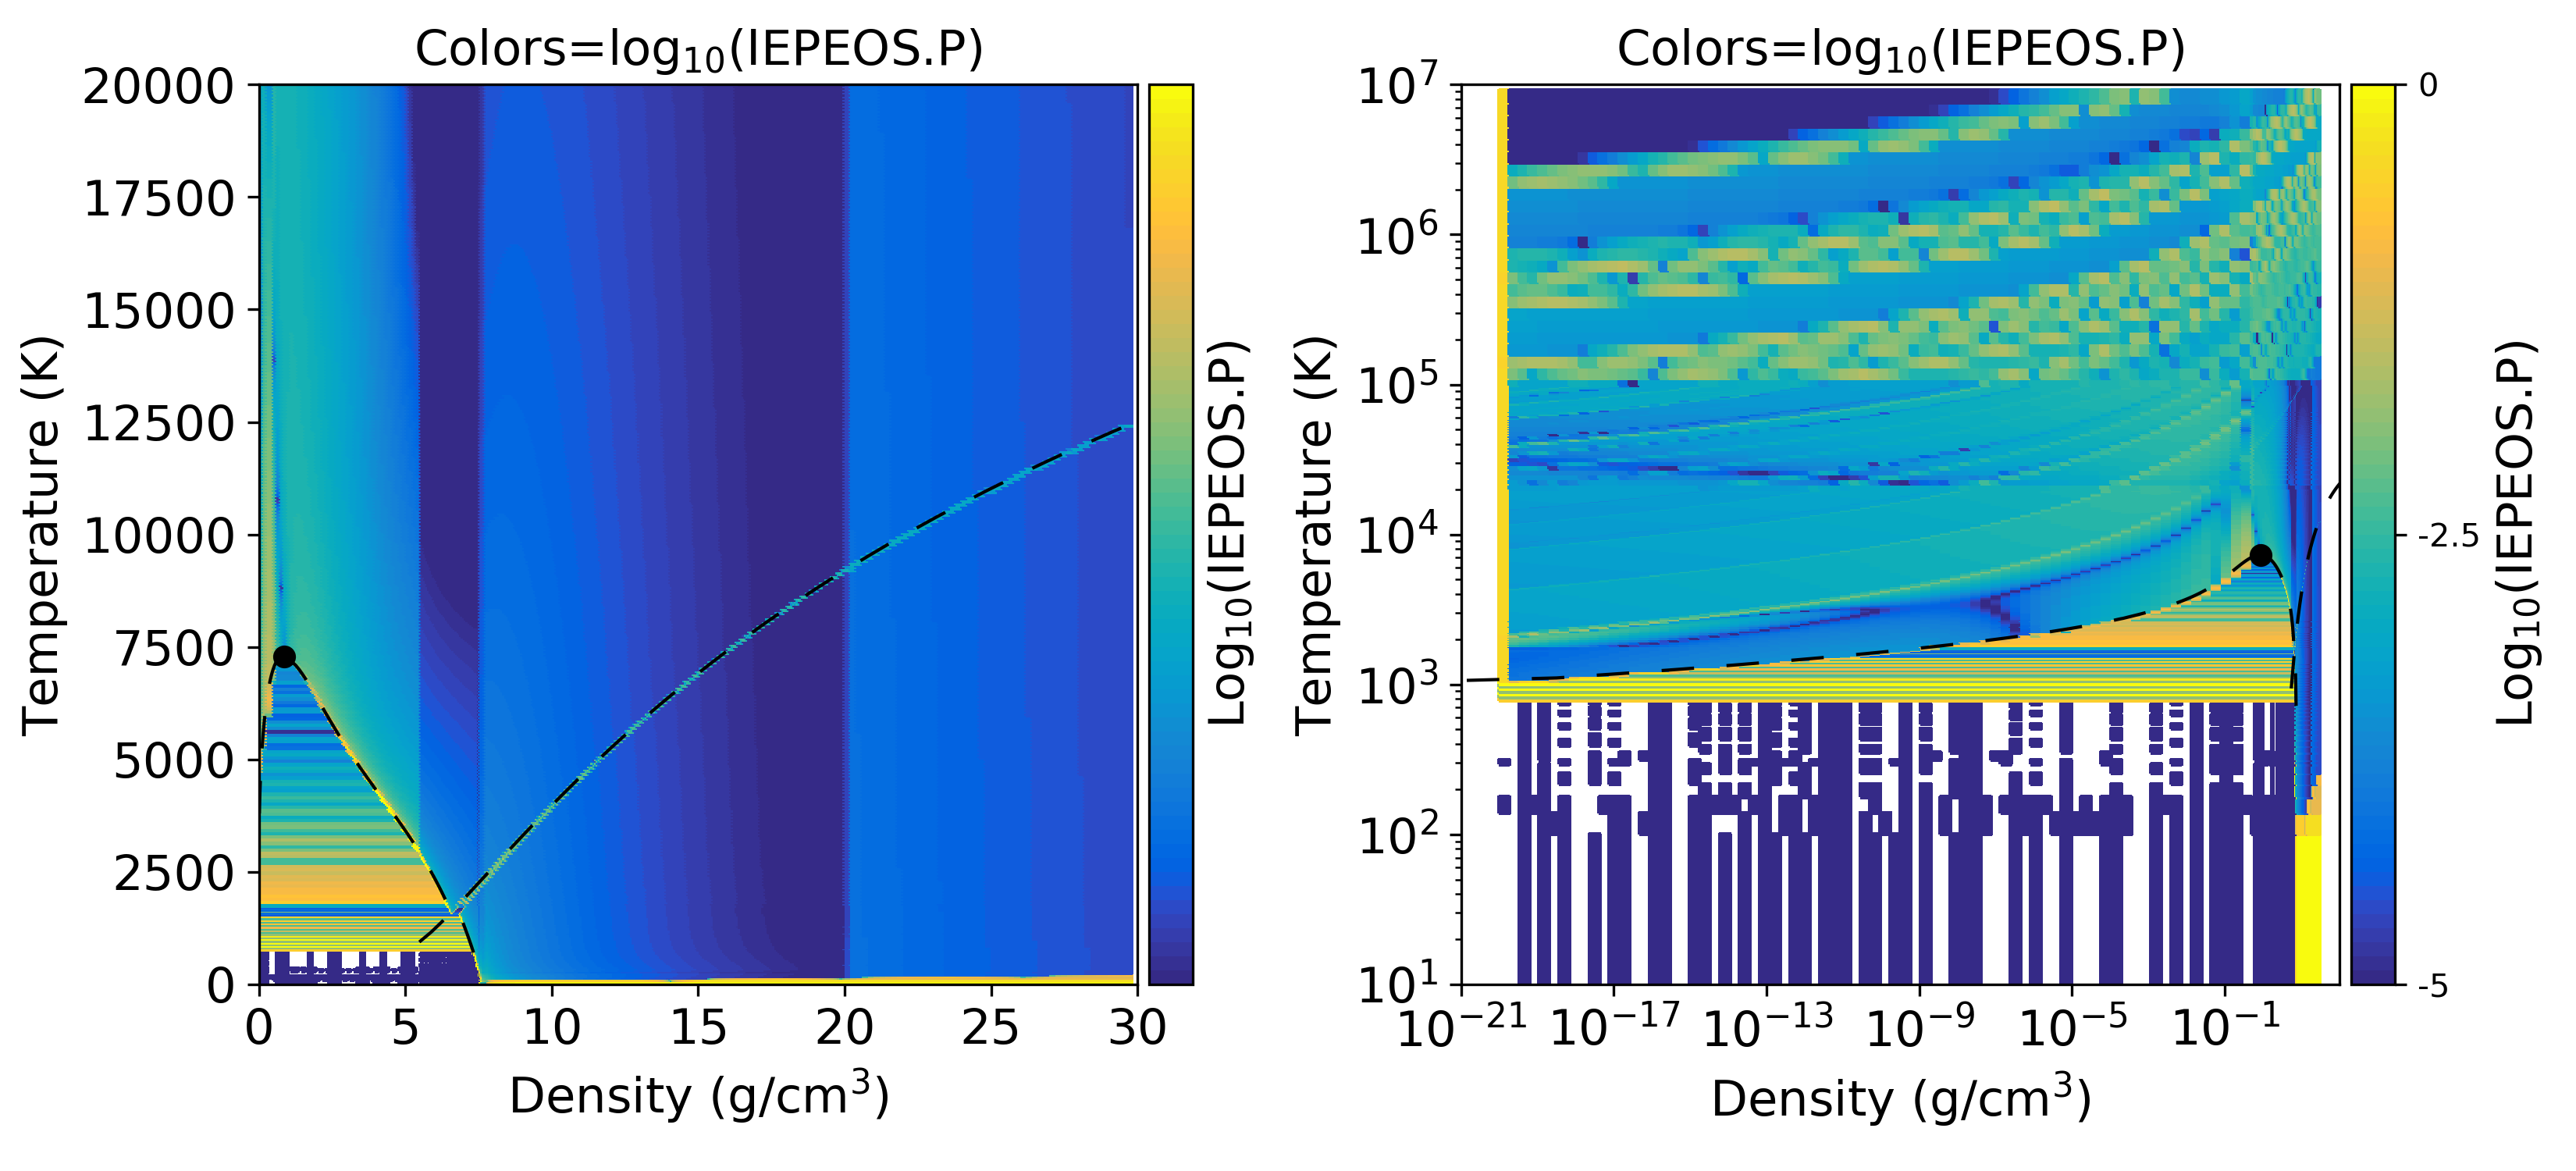 Colors=log₁₀(IEPEOS.P)
20000
17500
15000
12500
10000
7500
5000
2500
0
Temperature (K)
0 5 10 15 20 25 30
Density (g/cm³)
Log₁₀(IEPEOS.P)
Colors=log₁₀(IEPEOS.P)
10⁷
10⁶
10⁵
10⁴
10³
10²
10¹
Temperature (K)
10⁻²¹ 10⁻¹⁷ 10⁻¹³ 10⁻⁹ 10⁻⁵ 10⁻¹
Density (g/cm³)
0
-2.5
-5
Log₁₀(IEPEOS.P)